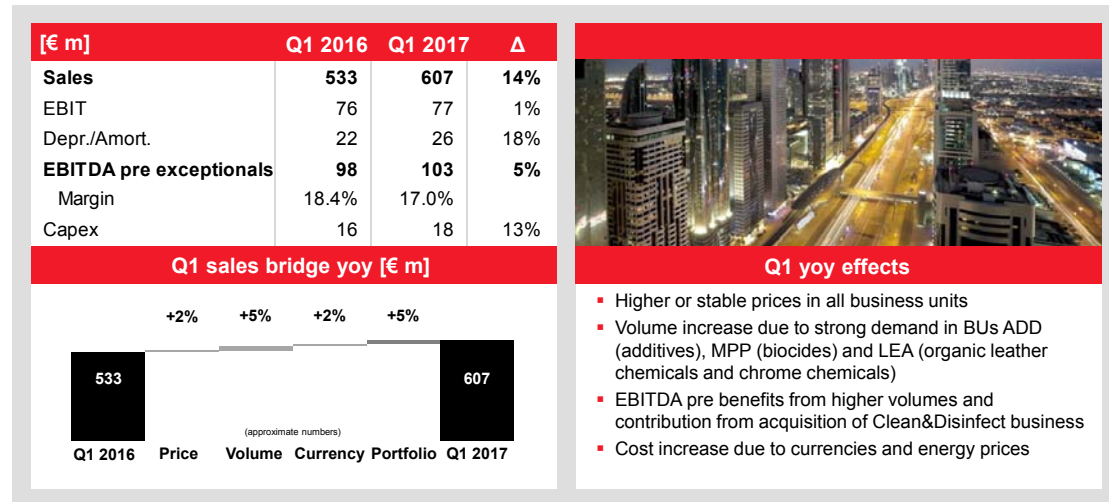 [€ m] Q1 2016 Q1 2017 Δ
Sales 533 607 14%
EBIT 76 77 1%
Depr./Amort. 22 26 18%
EBITDA pre exceptionals 98 103 5%
Margin 18.4% 17.0%
Capex 16 18 13%
Q1 sales bridge yoy [€ m]
+2% +5% +2% +5%
533 607
(approximate numbers)
Q1 2016 Price Volume Currency Portfolio Q1 2017
Q1 yoy effects
▪ Higher or stable prices in all business units
▪ Volume increase due to strong demand in BUs ADD
(additives), MPP (biocides) and LEA (organic leather
chemicals and chrome chemicals)
▪ EBITDA pre benefits from higher volumes and
contribution from acquisition of Clean&Disinfect business
▪ Cost increase due to currencies and energy prices